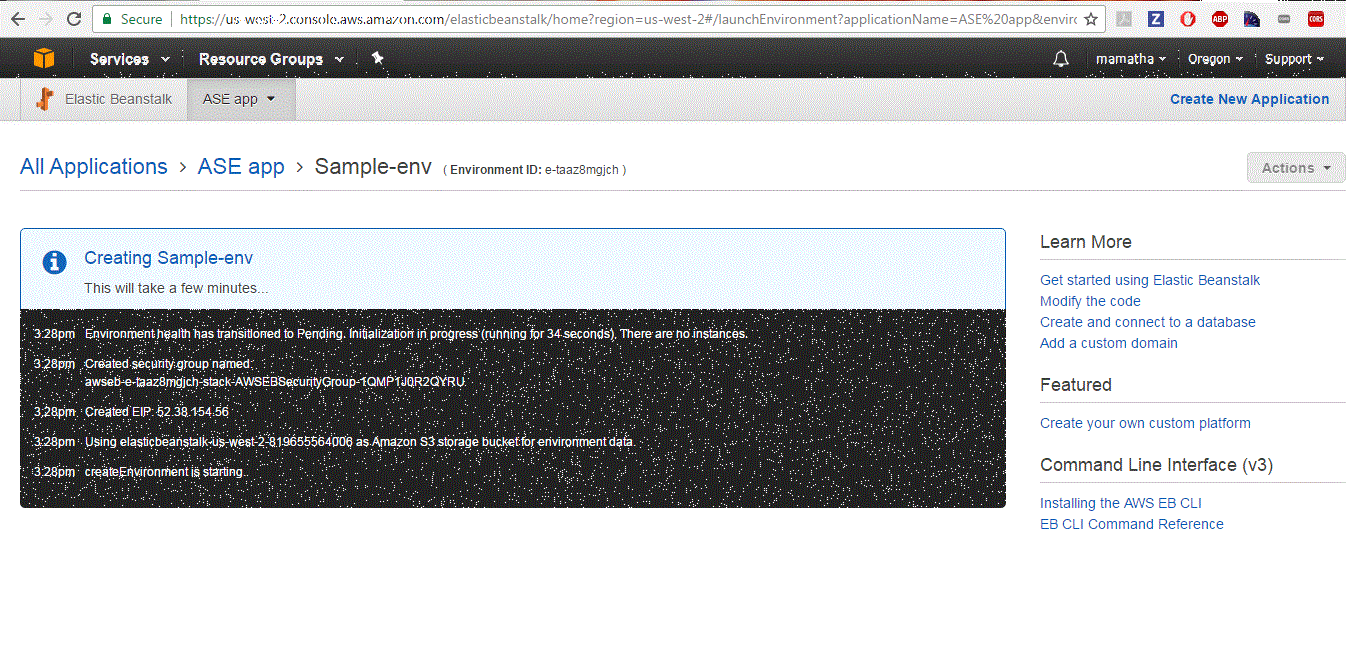 Secure https://us-west-2.console.aws.amazon.com/elasticbeanstalk/home?region=us-west-2#/launchEnvironment?applicationName=ASE%20app&enviro
ABP
CORS
Services Resource Groups mamatha Oregon Support
Elastic Beanstalk ASE app Create New Application
All Applications > ASE app > Sample-env ( Environment ID: e-taaz8mgjch ) Actions
Creating Sample-env
This will take a few minutes...
3:28pm Environment health has transitioned to Pending. Initialization in progress (running for 34 seconds). There are no instances.
3:28pm Created security group named:
awseb-e-taaz8mgjch-stack-AWSEBSecurityGroup-1QMP1J0R2QYRU
3:28pm Created EIP: 52.38.154.56
3:28pm Using elasticbeanstalk-us-west-2-819655564006 as Amazon S3 storage bucket for environment data.
3:28pm createEnvironment is starting.
Learn More
Get started using Elastic Beanstalk
Modify the code
Create and connect to a database
Add a custom domain
Featured
Create your own custom platform
Command Line Interface (v3)
Installing the AWS EB CLI
EB CLI Command Reference